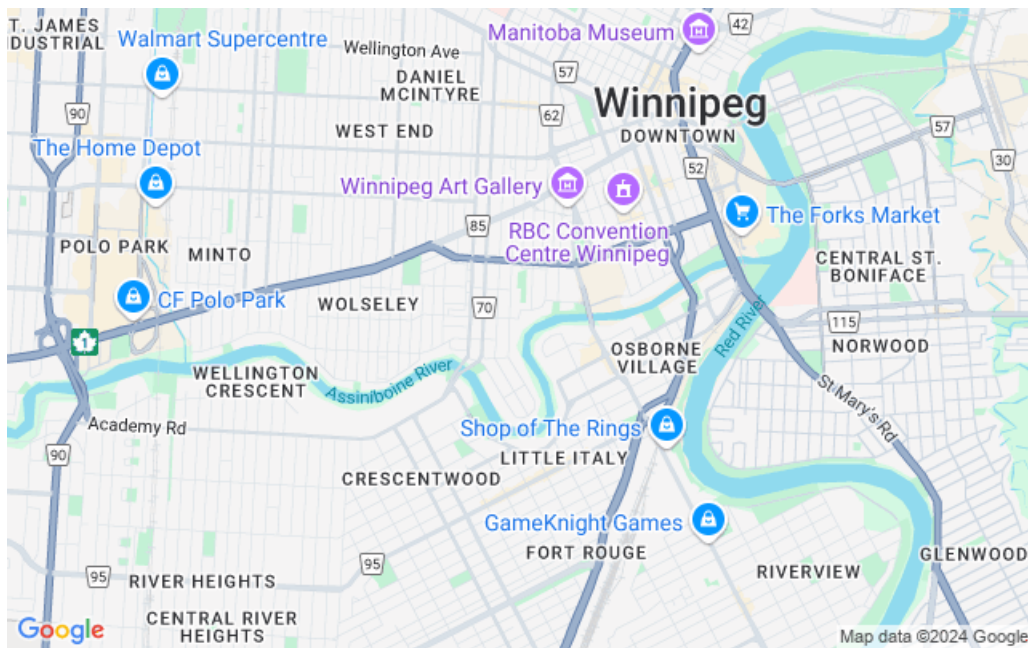 T. JAMES
DUSTRIAL
Walmart Supercentre
Wellington Ave
Manitoba Museum
42
57
DANIEL
MCINTYRE
Winnipeg
DOWNTOWN
90
62
WEST END
57
The Home Depot
52
30
Winnipeg Art Gallery
The Forks Market
85
RBC Convention
Centre Winnipeg
POLO PARK
MINTO
CENTRAL ST.
BONIFACE
CF Polo Park
WOLSELEY
70
Red River
115
NORWOOD
1
OSBORNE
VILLAGE
WELLINGTON
CRESCENT
Assiniboine River
St Mary's Rd
Academy Rd
Shop of The Rings
90
LITTLE ITALY
CRESCENTWOOD
GameKnight Games
FORT ROUGE
GLENWOOD
95
95
RIVER HEIGHTS
RIVERVIEW
CENTRAL RIVER
HEIGHTS
Google
Map data ©2024 Google